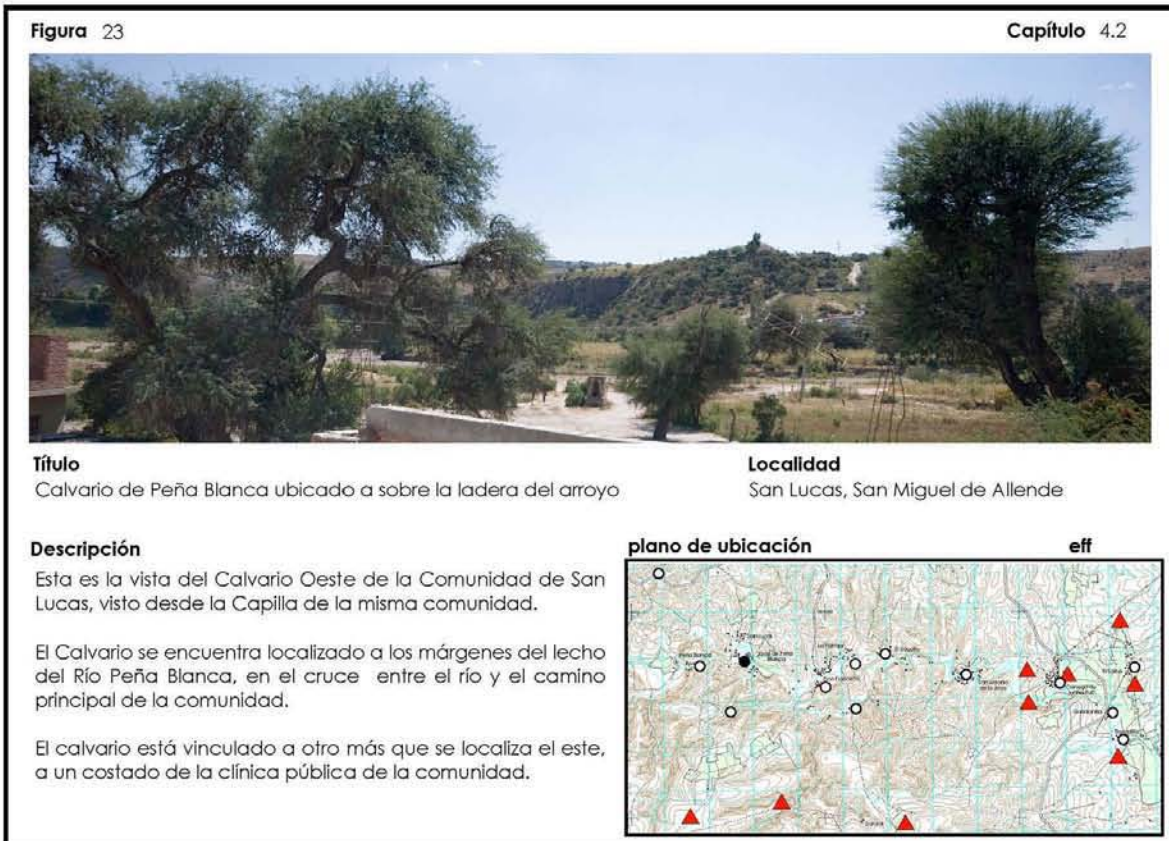 Figura 23
Capítulo 4.2
Título
Calvario de Peña Blanca ubicado a sobre la ladera del arroyo
Localidad
San Lucas, San Miguel de Allende
Descripción
Esta es la vista del Calvario Oeste de la Comunidad de San
Lucas, visto desde la Capilla de la misma comunidad.
El Calvario se encuentra localizado a los márgenes del lecho
del Río Peña Blanca, en el cruce entre el río y el camino
principal de la comunidad.
El calvario está vinculado a otro más que se localiza el este,
a un costado de la clínica pública de la comunidad.
plano de ubicación
eff